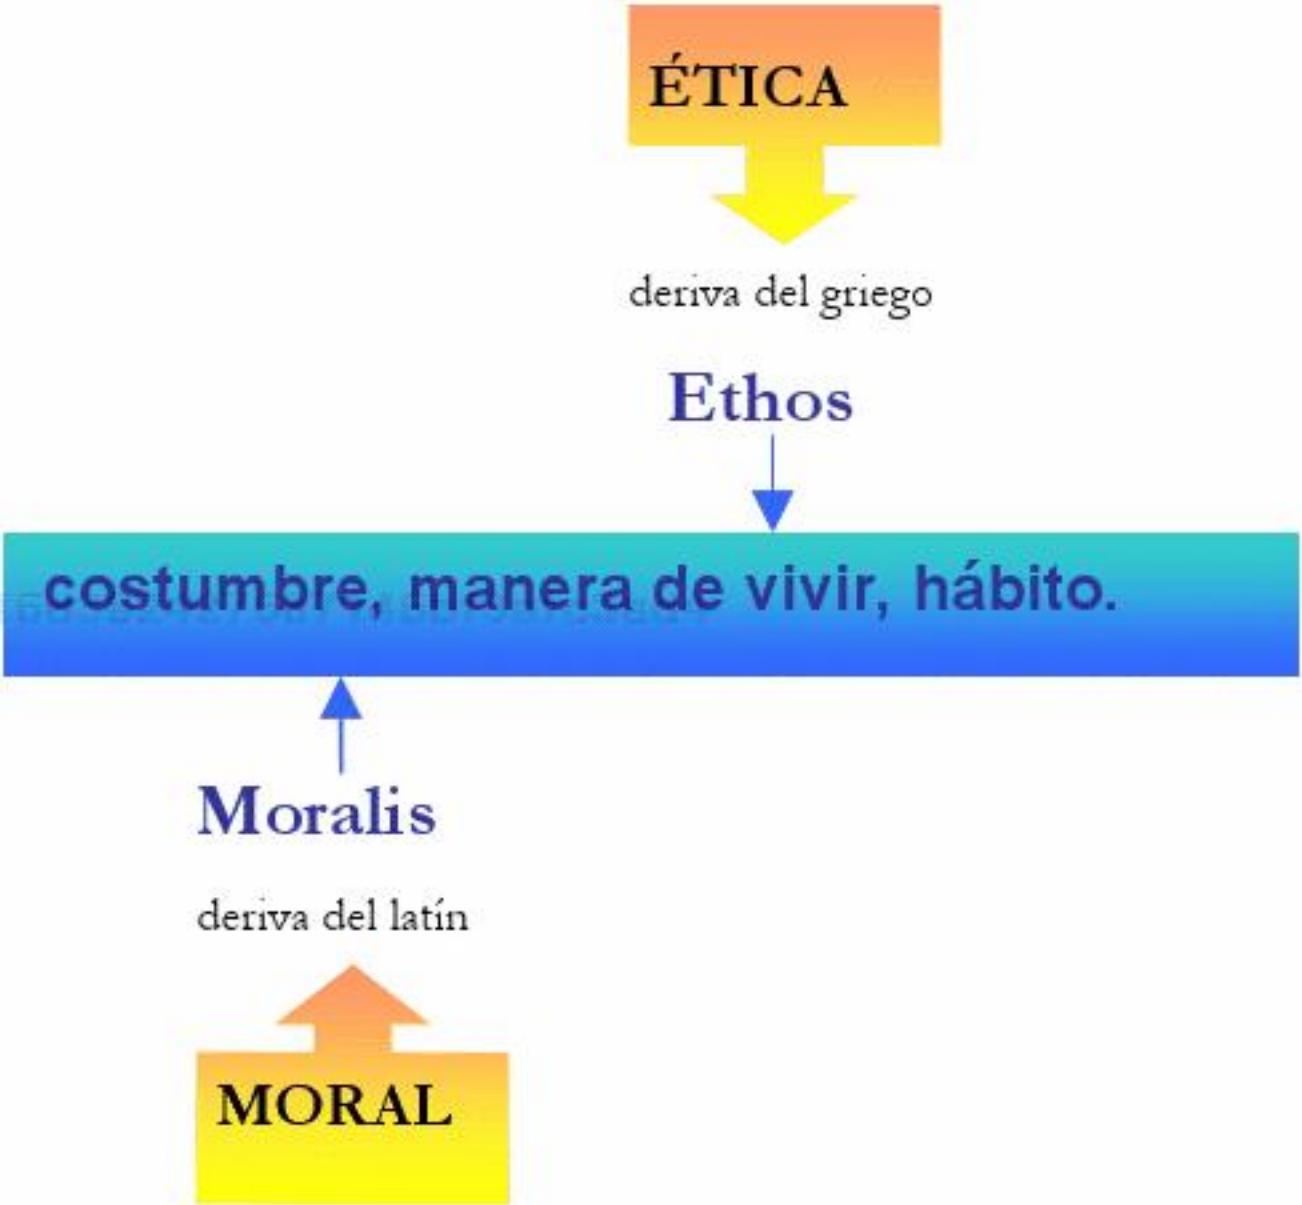 ÉTICA
deriva del griego
Ethos
costumbre, manera de vivir, hábito.
Moralis
deriva del latín
MORAL